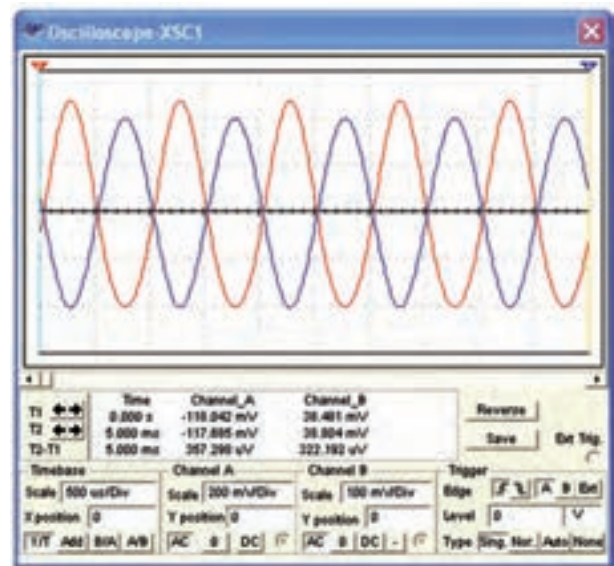 Oscilloscope-XSC1
Time Channel_A Channel_B
T1 0.000 s -118.042 mV 38.481 mV
T2 5.000 ms -117.685 mV 38.804 mV
T2-T1 5.000 ms 357.298 uV 322.192 uV
Reverse
Save
Ext Trig.
Timebase
Scale 500 us/Div
X position 0
Y/T Add B/A A/B
Channel A
Scale 200 mV/Div
Y position 0
AC 0 DC
Channel B
Scale 100 mV/Div
Y position 0
AC 0 DC -
Trigger
Edge A B Ext
Level 0 V
Type Sing. Nor. Auto None